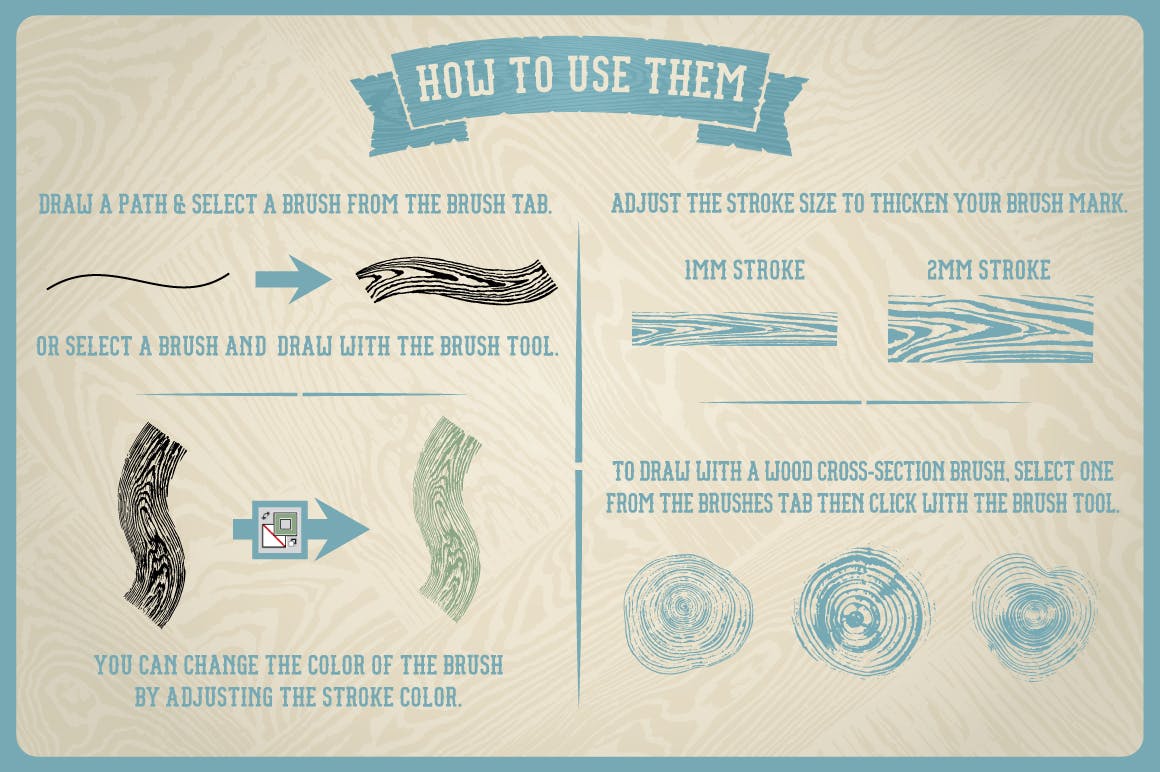 HOW TO USE THEM
DRAW A PATH & SELECT A BRUSH FROM THE BRUSH TAB.
OR SELECT A BRUSH AND DRAW WITH THE BRUSH TOOL.
YOU CAN CHANGE THE COLOR OF THE BRUSH
BY ADJUSTING THE STROKE COLOR.
ADJUST THE STROKE SIZE TO THICKEN YOUR BRUSH MARK.
1MM STROKE
2MM STROKE
TO DRAW WITH A WOOD CROSS-SECTION BRUSH, SELECT ONE
FROM THE BRUSHES TAB THEN CLICK WITH THE BRUSH TOOL.